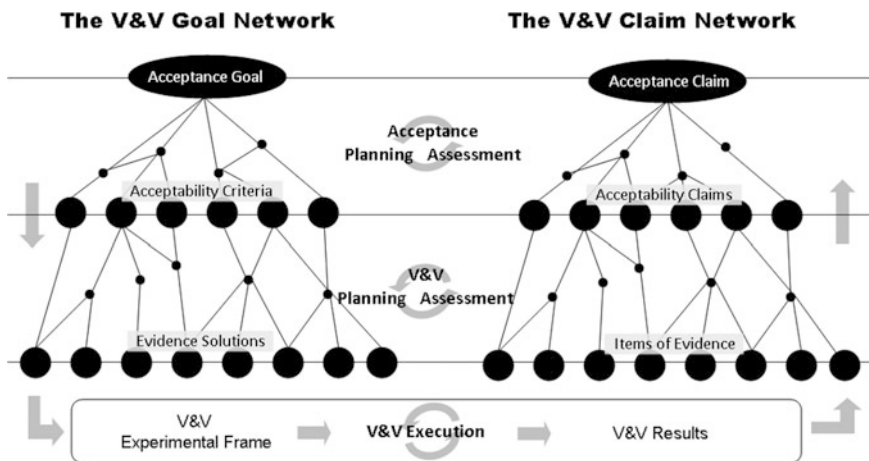 The V&V Goal Network
The V&V Claim Network
Acceptance Goal
Acceptance Claim
Acceptance
Planning Assessment
Acceptability Criteria
Acceptability Claims
V&V
Planning Assessment
Evidence Solutions
Items of Evidence
V&V
Experimental Frame
V&V Execution
V&V Results